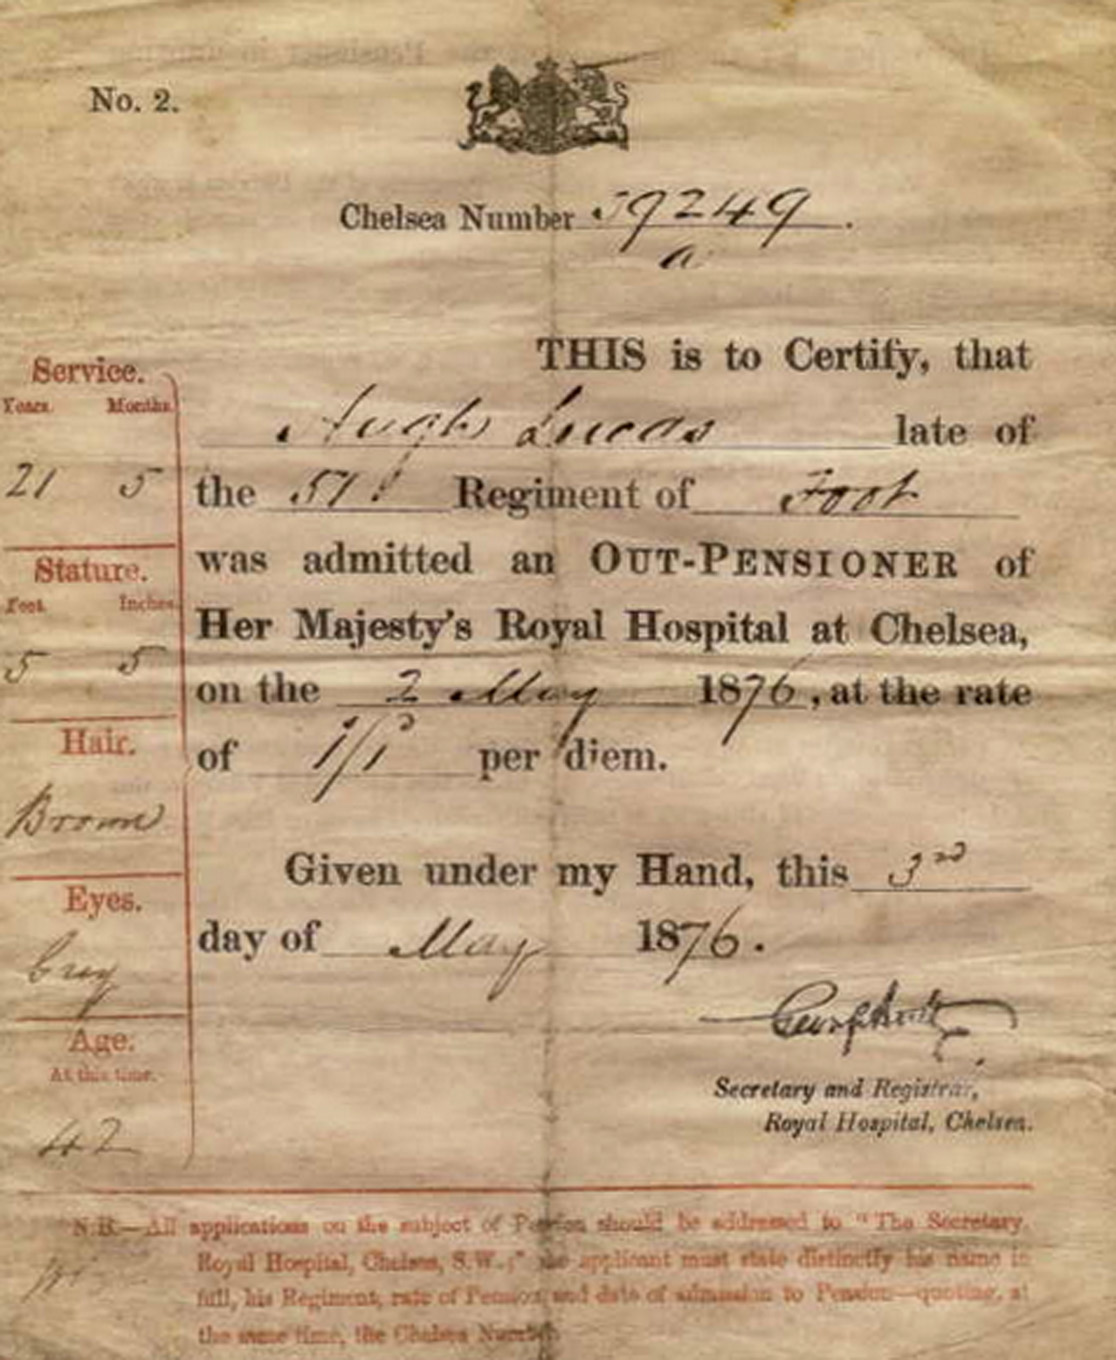 No. 2.
Chelsea Number 59249
a
THIS is to Certify, that
Hugh Lucas late of
the 51st Regiment of Foot
was admitted an OUT-PENSIONER of
Her Majesty's Royal Hospital at Chelsea,
on the 2 May 1876, at the rate
of 1/1 per diem.
Given under my Hand, this 3rd
day of May 1876.
Secretary and Registrar,
Royal Hospital, Chelsea.
Service.
Years. Months.
21 5
Stature.
Feet. Inches.
5 5
Hair.
Brown
Eyes.
Grey
Age.
At this time.
42
N.B.—All applications on the subject of Pension should be addressed to "The Secretary,
Royal Hospital, Chelsea, S.W.;" the applicant must state distinctly his name in
full, his Regiment, rate of Pension, and date of admission to Pension—quoting, at
the same time, the Chelsea Number.